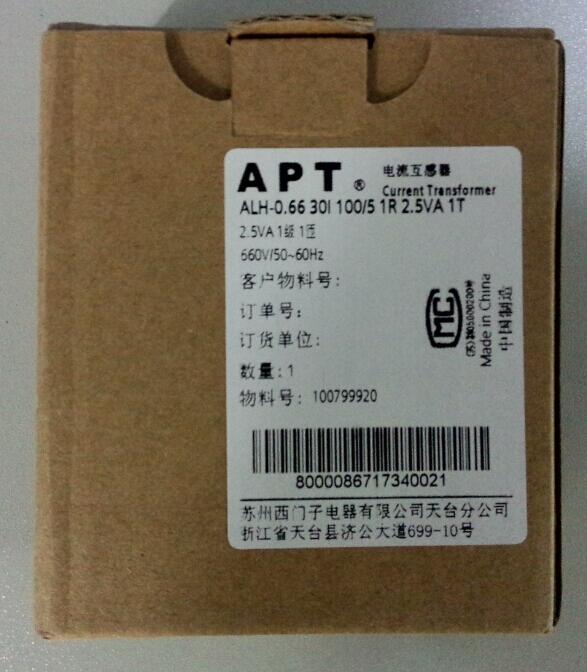 APT ® 电流互感器
Current Transformer
ALH-0.66 30I 100/5 1R 2.5VA 1T
2.5VA 1级 1匝
660V/50~60Hz
客户物料号:
订单号:
订货单位:
数量: 1
物料号: 100799920
MC
Made in China
中国制造
8000086717340021
苏州西门子电器有限公司天台分公司
浙江省天台县济公大道699-10号